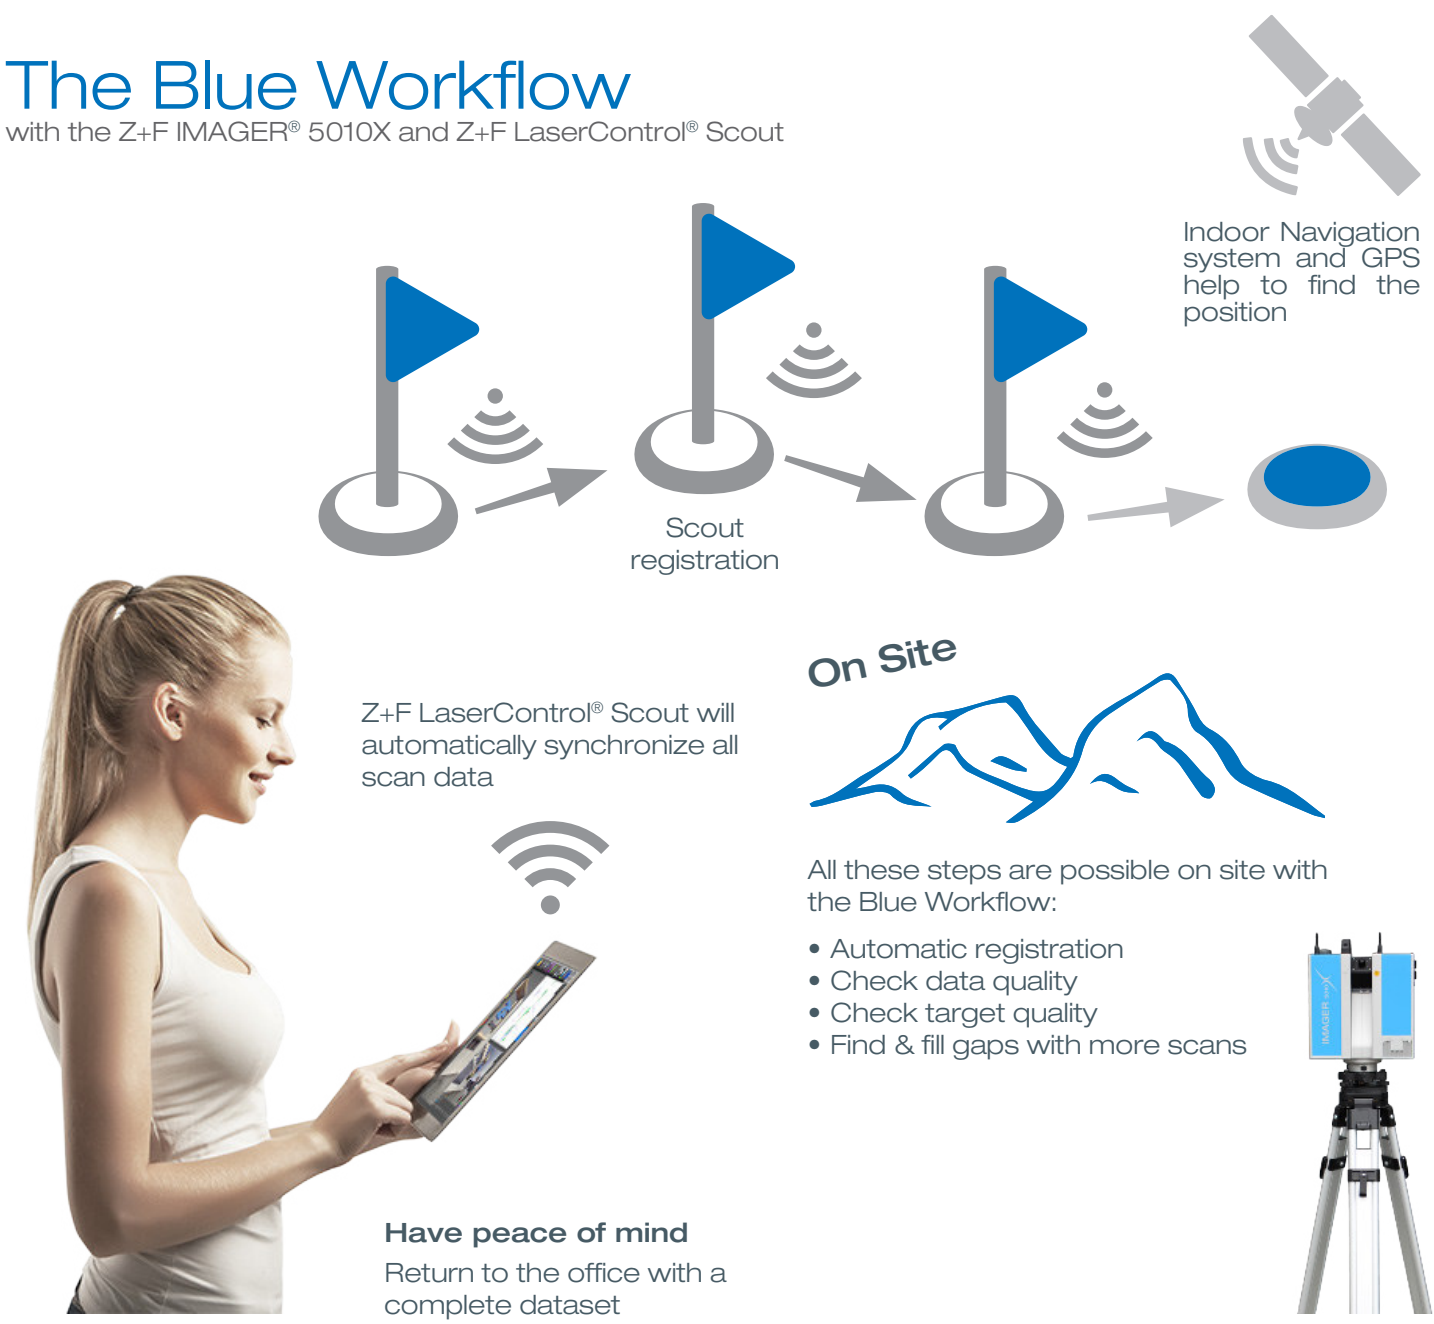 The Blue Workflow
with the Z+F IMAGER® 5010X and Z+F LaserControl® Scout
Indoor Navigation
system and GPS
help to find the
position
Scout
registration
On Site
Z+F LaserControl® Scout will
automatically synchronize all
scan data
All these steps are possible on site with
the Blue Workflow:
• Automatic registration
• Check data quality
• Check target quality
• Find & fill gaps with more scans
IMAGER 5010X
Have peace of mind
Return to the office with a
complete dataset